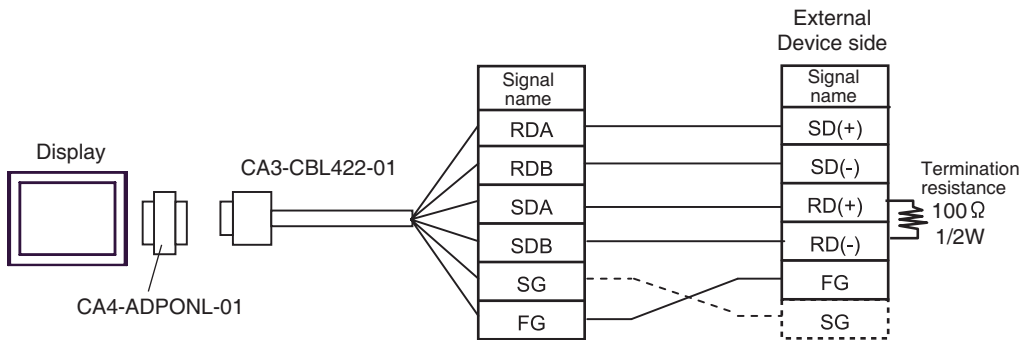 External
Device side
Signal
name
Signal
name
RDA
SD(+)
Display
CA3-CBL422-01
RDB
SD(-)
Termination
resistance
100Ω
1/2W
SDA
RD(+)
SDB
RD(-)
SG
FG
CA4-ADPONL-01
FG
SG